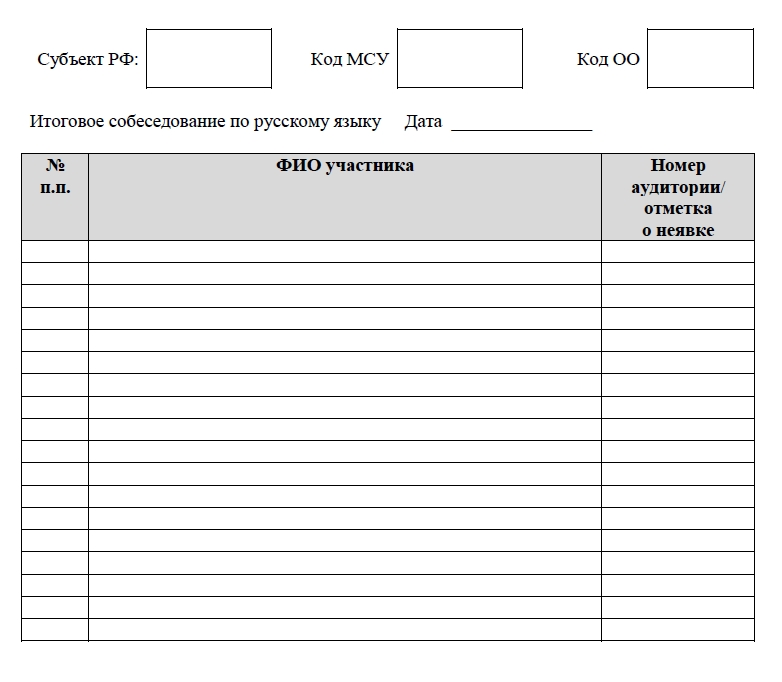 Субъект РФ: Код МСУ Код ОО
Итоговое собеседование по русскому языку Дата _______________
№ п.п.
ФИО участника
Номер аудитории/ отметка о неявке